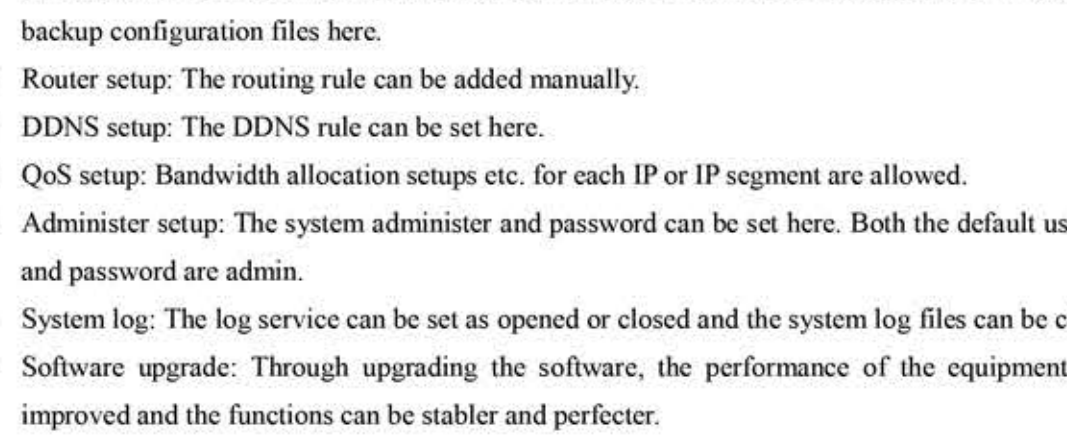 backup configuration files here.
Router setup: The routing rule can be added manually.
DDNS setup: The DDNS rule can be set here.
QoS setup: Bandwidth allocation setups etc. for each IP or IP segment are allowed.
Administer setup: The system administer and password can be set here. Both the default us
and password are admin.
System log: The log service can be set as opened or closed and the system log files can be c
Software upgrade: Through upgrading the software, the performance of the equipment
improved and the functions can be stabler and perfecter.